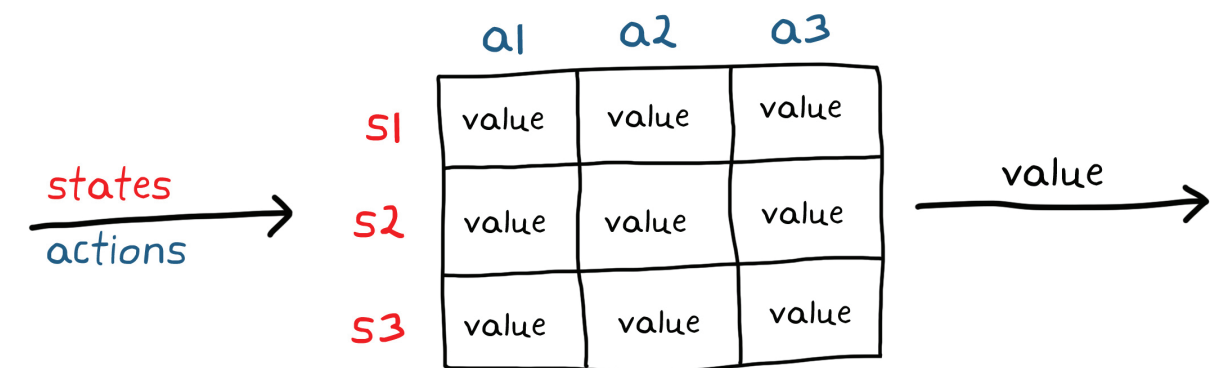 a1 a2 a3
s1 value value value
states
actions
s2 value value value
value
s3 value value value